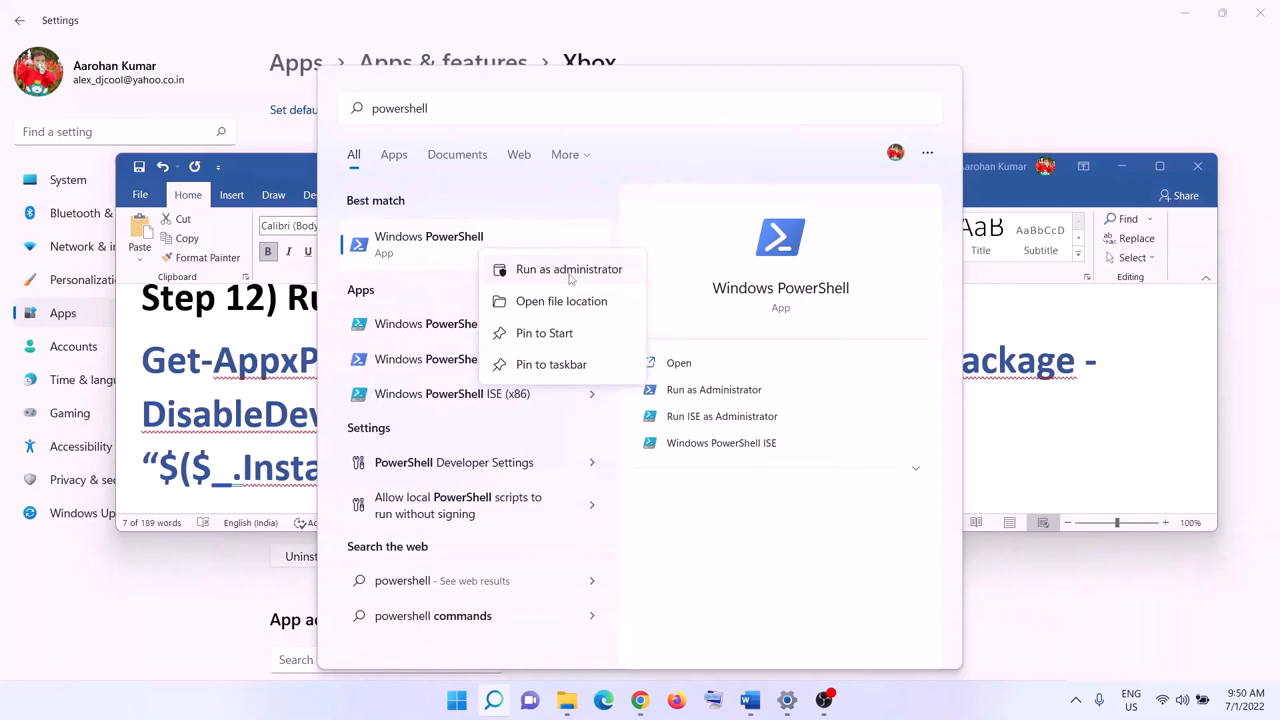 Settings
Aarohan Kumar
alex_djcool@yahoo.co.in
Find a setting
System
Bluetooth &
Network & in
Personalizati
Apps
Accounts
Time & langu
Gaming
Accessibility
Privacy & sec
Windows Up
Apps > Apps & features > Xbox
Set defau
File Home Insert Draw De
Paste
Cut
Copy
Format Painter
Clipboard
Calibri (Body
B I U
Step 12) Ru
Get-AppxP
DisableDev
“$($_.Insta
7 of 189 words English (India)
Uninst
App ad
Search
powershell
All Apps Documents Web More
Best match
Windows PowerShell
App
Run as administrator
Open file location
Pin to Start
Pin to taskbar
Apps
Windows PowerShe
Windows PowerShe
Windows PowerShell ISE (x86)
Settings
PowerShell Developer Settings
Allow local PowerShell scripts to
run without signing
Search the web
powershell - See web results
powershell commands
Windows PowerShell
App
Open
Run as Administrator
Run ISE as Administrator
Windows PowerShell ISE
Aarohan Kumar
Share
AaB AaBbCcD
Title Subtitle
Find
Replace
Select
Editing
ackage -
100%
ENG
US
9:50 AM
7/1/2022